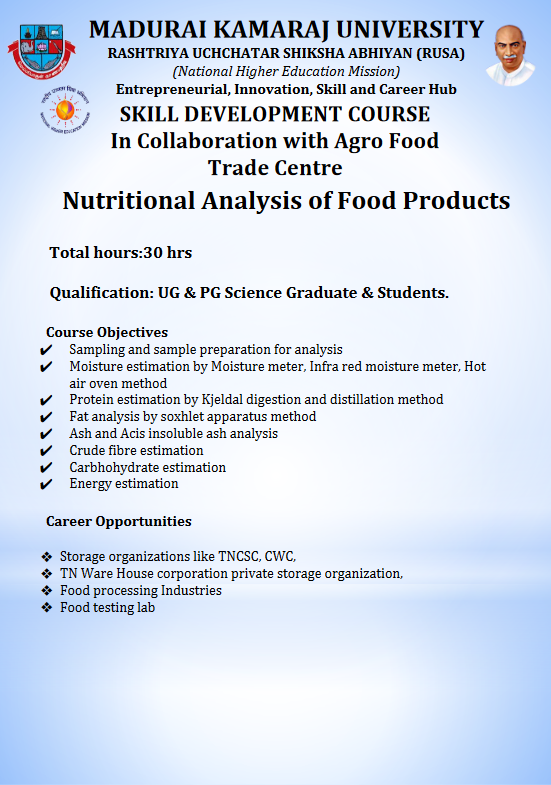 MADURAI KAMARAJ UNIVERSITY
RASHTRIYA UCHCHATAR SHIKSHA ABHIYAN (RUSA)
(National Higher Education Mission)
Entrepreneurial, Innovation, Skill and Career Hub
SKILL DEVELOPMENT COURSE
In Collaboration with Agro Food
Trade Centre
Nutritional Analysis of Food Products
Total hours:30 hrs
Qualification: UG & PG Science Graduate & Students.
Course Objectives
✔ Sampling and sample preparation for analysis
✔ Moisture estimation by Moisture meter, Infra red moisture meter, Hot
air oven method
✔ Protein estimation by Kjeldal digestion and distillation method
✔ Fat analysis by soxhlet apparatus method
✔ Ash and Acis insoluble ash analysis
✔ Crude fibre estimation
✔ Carbhohydrate estimation
✔ Energy estimation
Career Opportunities
❖ Storage organizations like TNCSC, CWC,
❖ TN Ware House corporation private storage organization,
❖ Food processing Industries
❖ Food testing lab